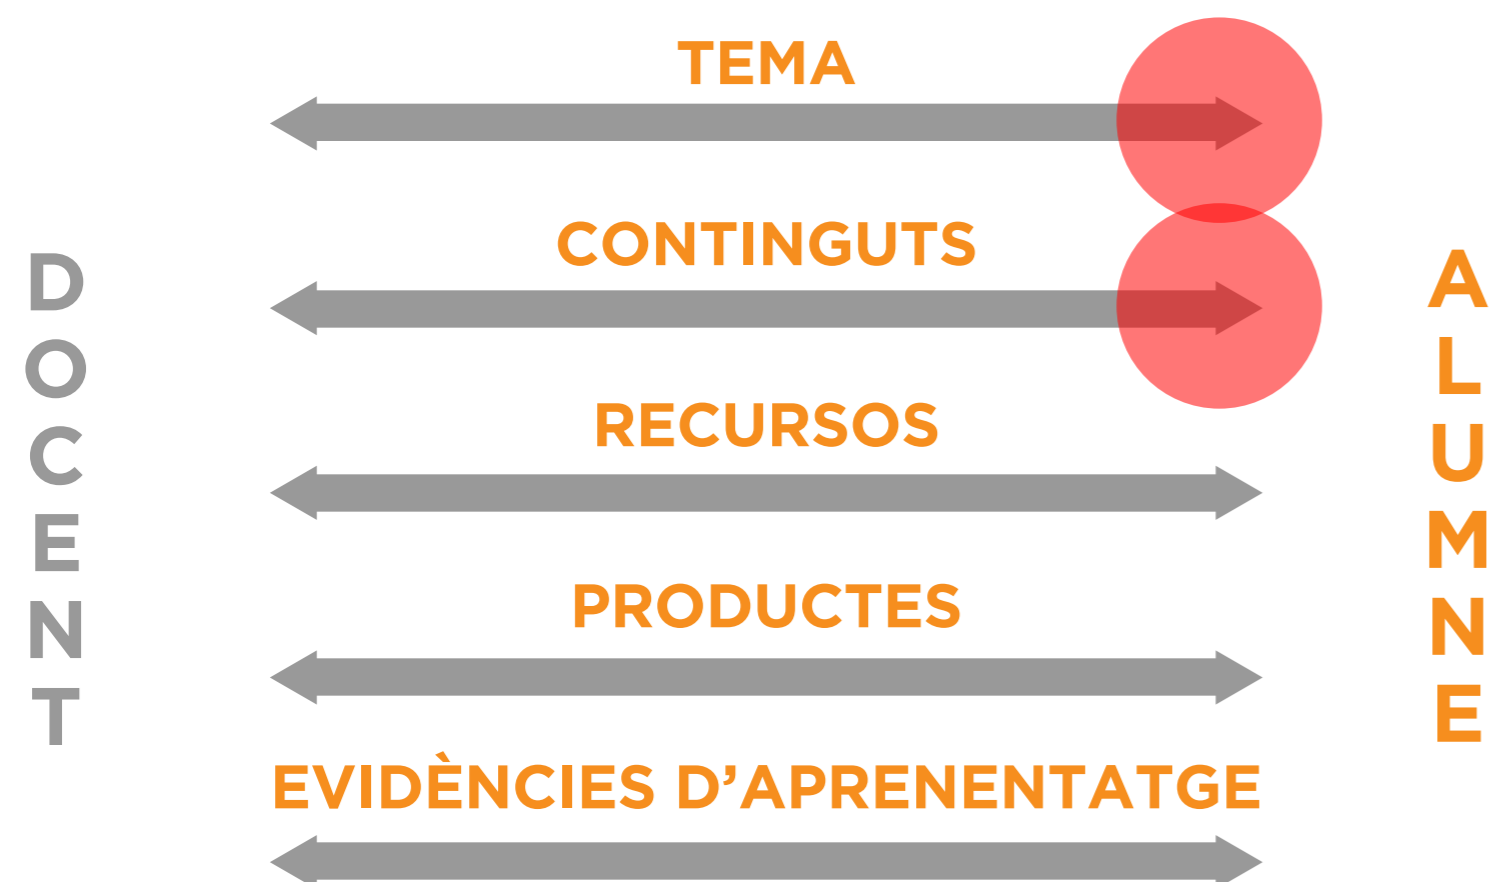 TEMA
CONTINGUTS
RECURSOS
PRODUCTES
EVIDÈNCIES D’APRENENTATGE
DOCENT
ALUMNE